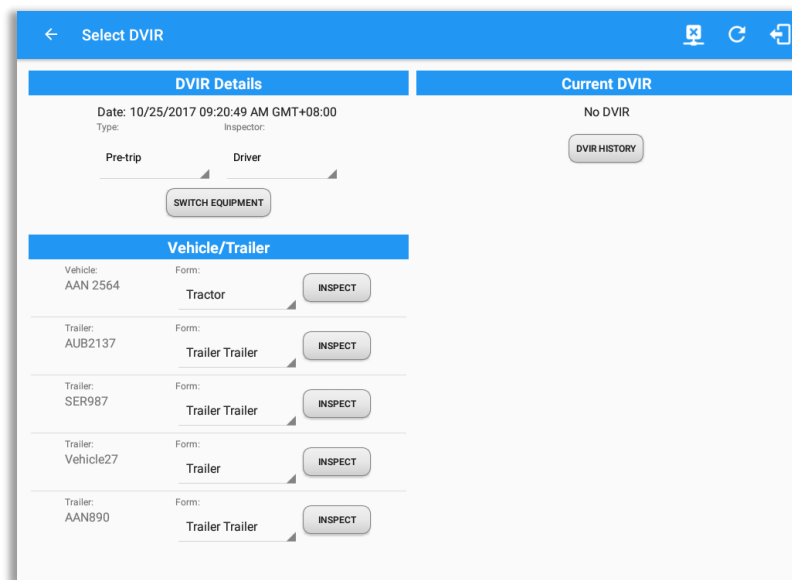 Select DVIR
DVIR Details
Date: 10/25/2017 09:20:49 AM GMT+08:00
Type: Inspector:
Pre-trip Driver
SWITCH EQUIPMENT
Vehicle/Trailer
Vehicle: Form:
AAN 2564 Tractor INSPECT
Trailer: Form:
AUB2137 Trailer Trailer INSPECT
Trailer: Form:
SER987 Trailer Trailer INSPECT
Trailer: Form:
Vehicle27 Trailer INSPECT
Trailer: Form:
AAN890 Trailer Trailer INSPECT
Current DVIR
No DVIR
DVIR HISTORY